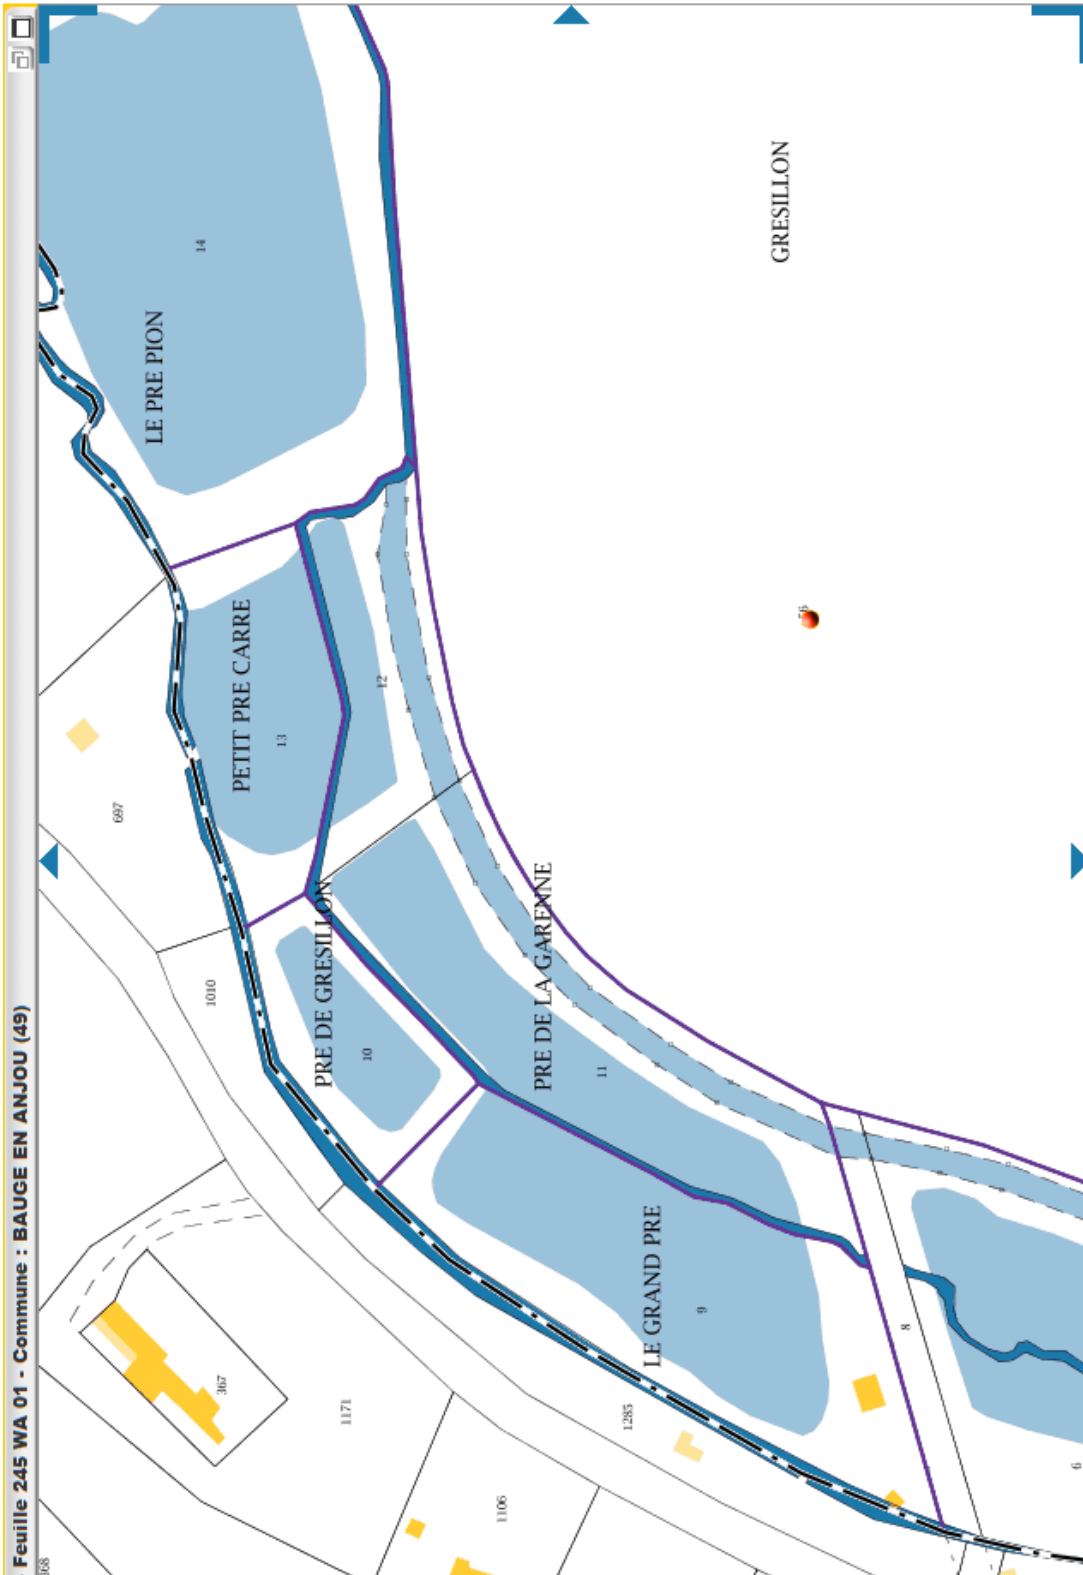 Feuille 245 WA 01 - Commune : BAUGE EN ANJOU (49)
14
LE PRE PION
GRESILLON
PETIT PRE CARRE
13
12
697
PRE DE GRESILLON
10
1010
PRE DE LA GARENNE
11
LE GRAND PRE
9
8
6
367
1171
1285
1106